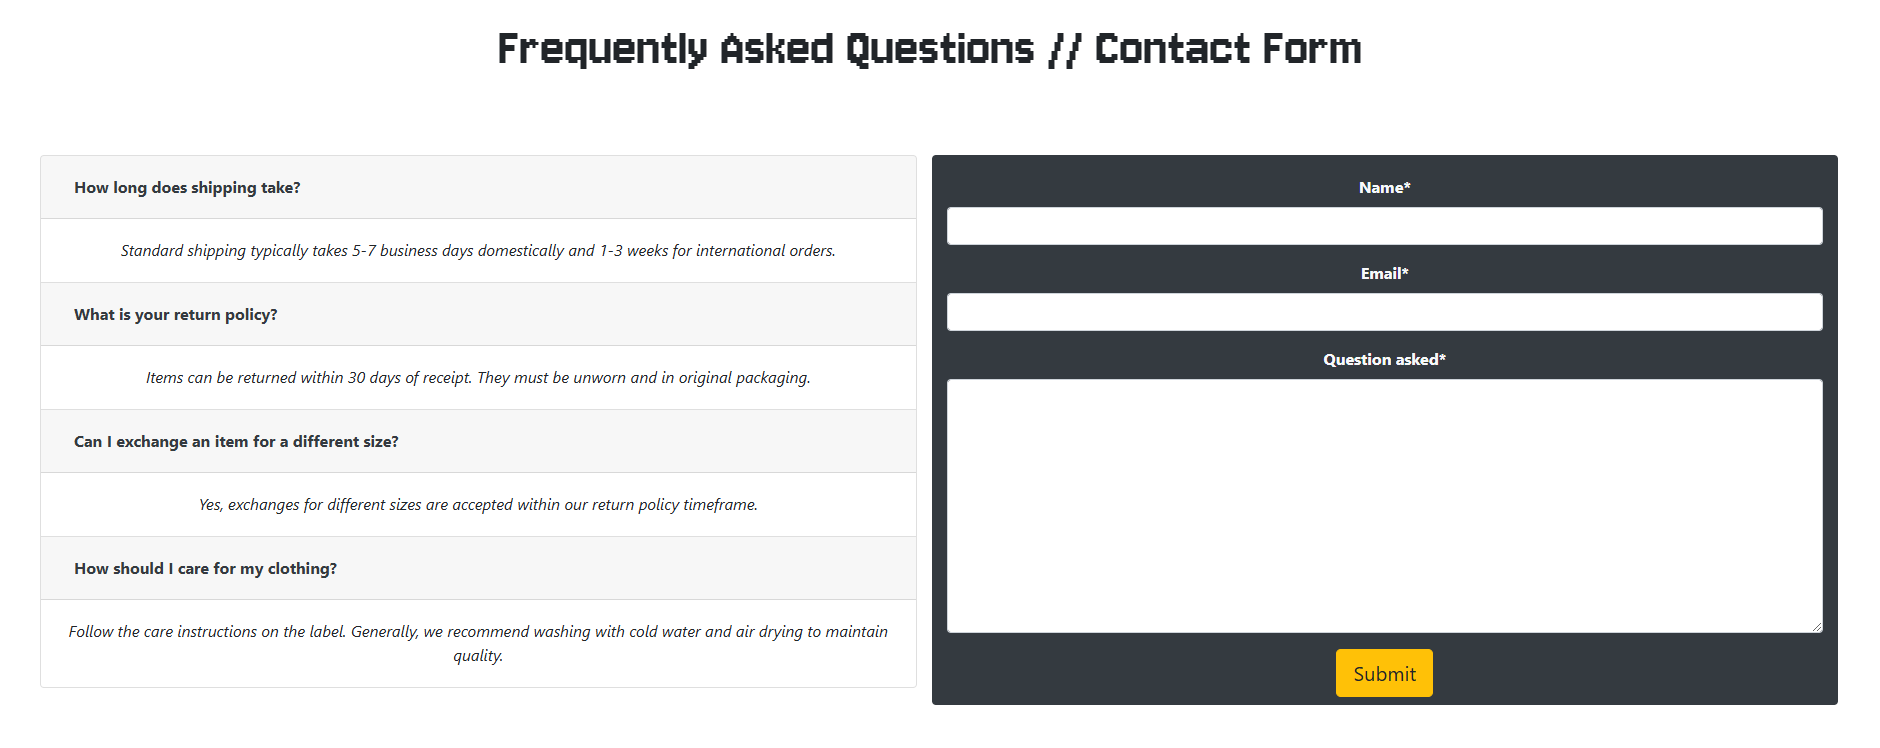 Frequently Asked Questions // Contact Form
How long does shipping take?
Standard shipping typically takes 5-7 business days domestically and 1-3 weeks for international orders.
What is your return policy?
Items can be returned within 30 days of receipt. They must be unworn and in original packaging.
Can I exchange an item for a different size?
Yes, exchanges for different sizes are accepted within our return policy timeframe.
How should I care for my clothing?
Follow the care instructions on the label. Generally, we recommend washing with cold water and air drying to maintain
quality.
Name*
Email*
Question asked*
Submit